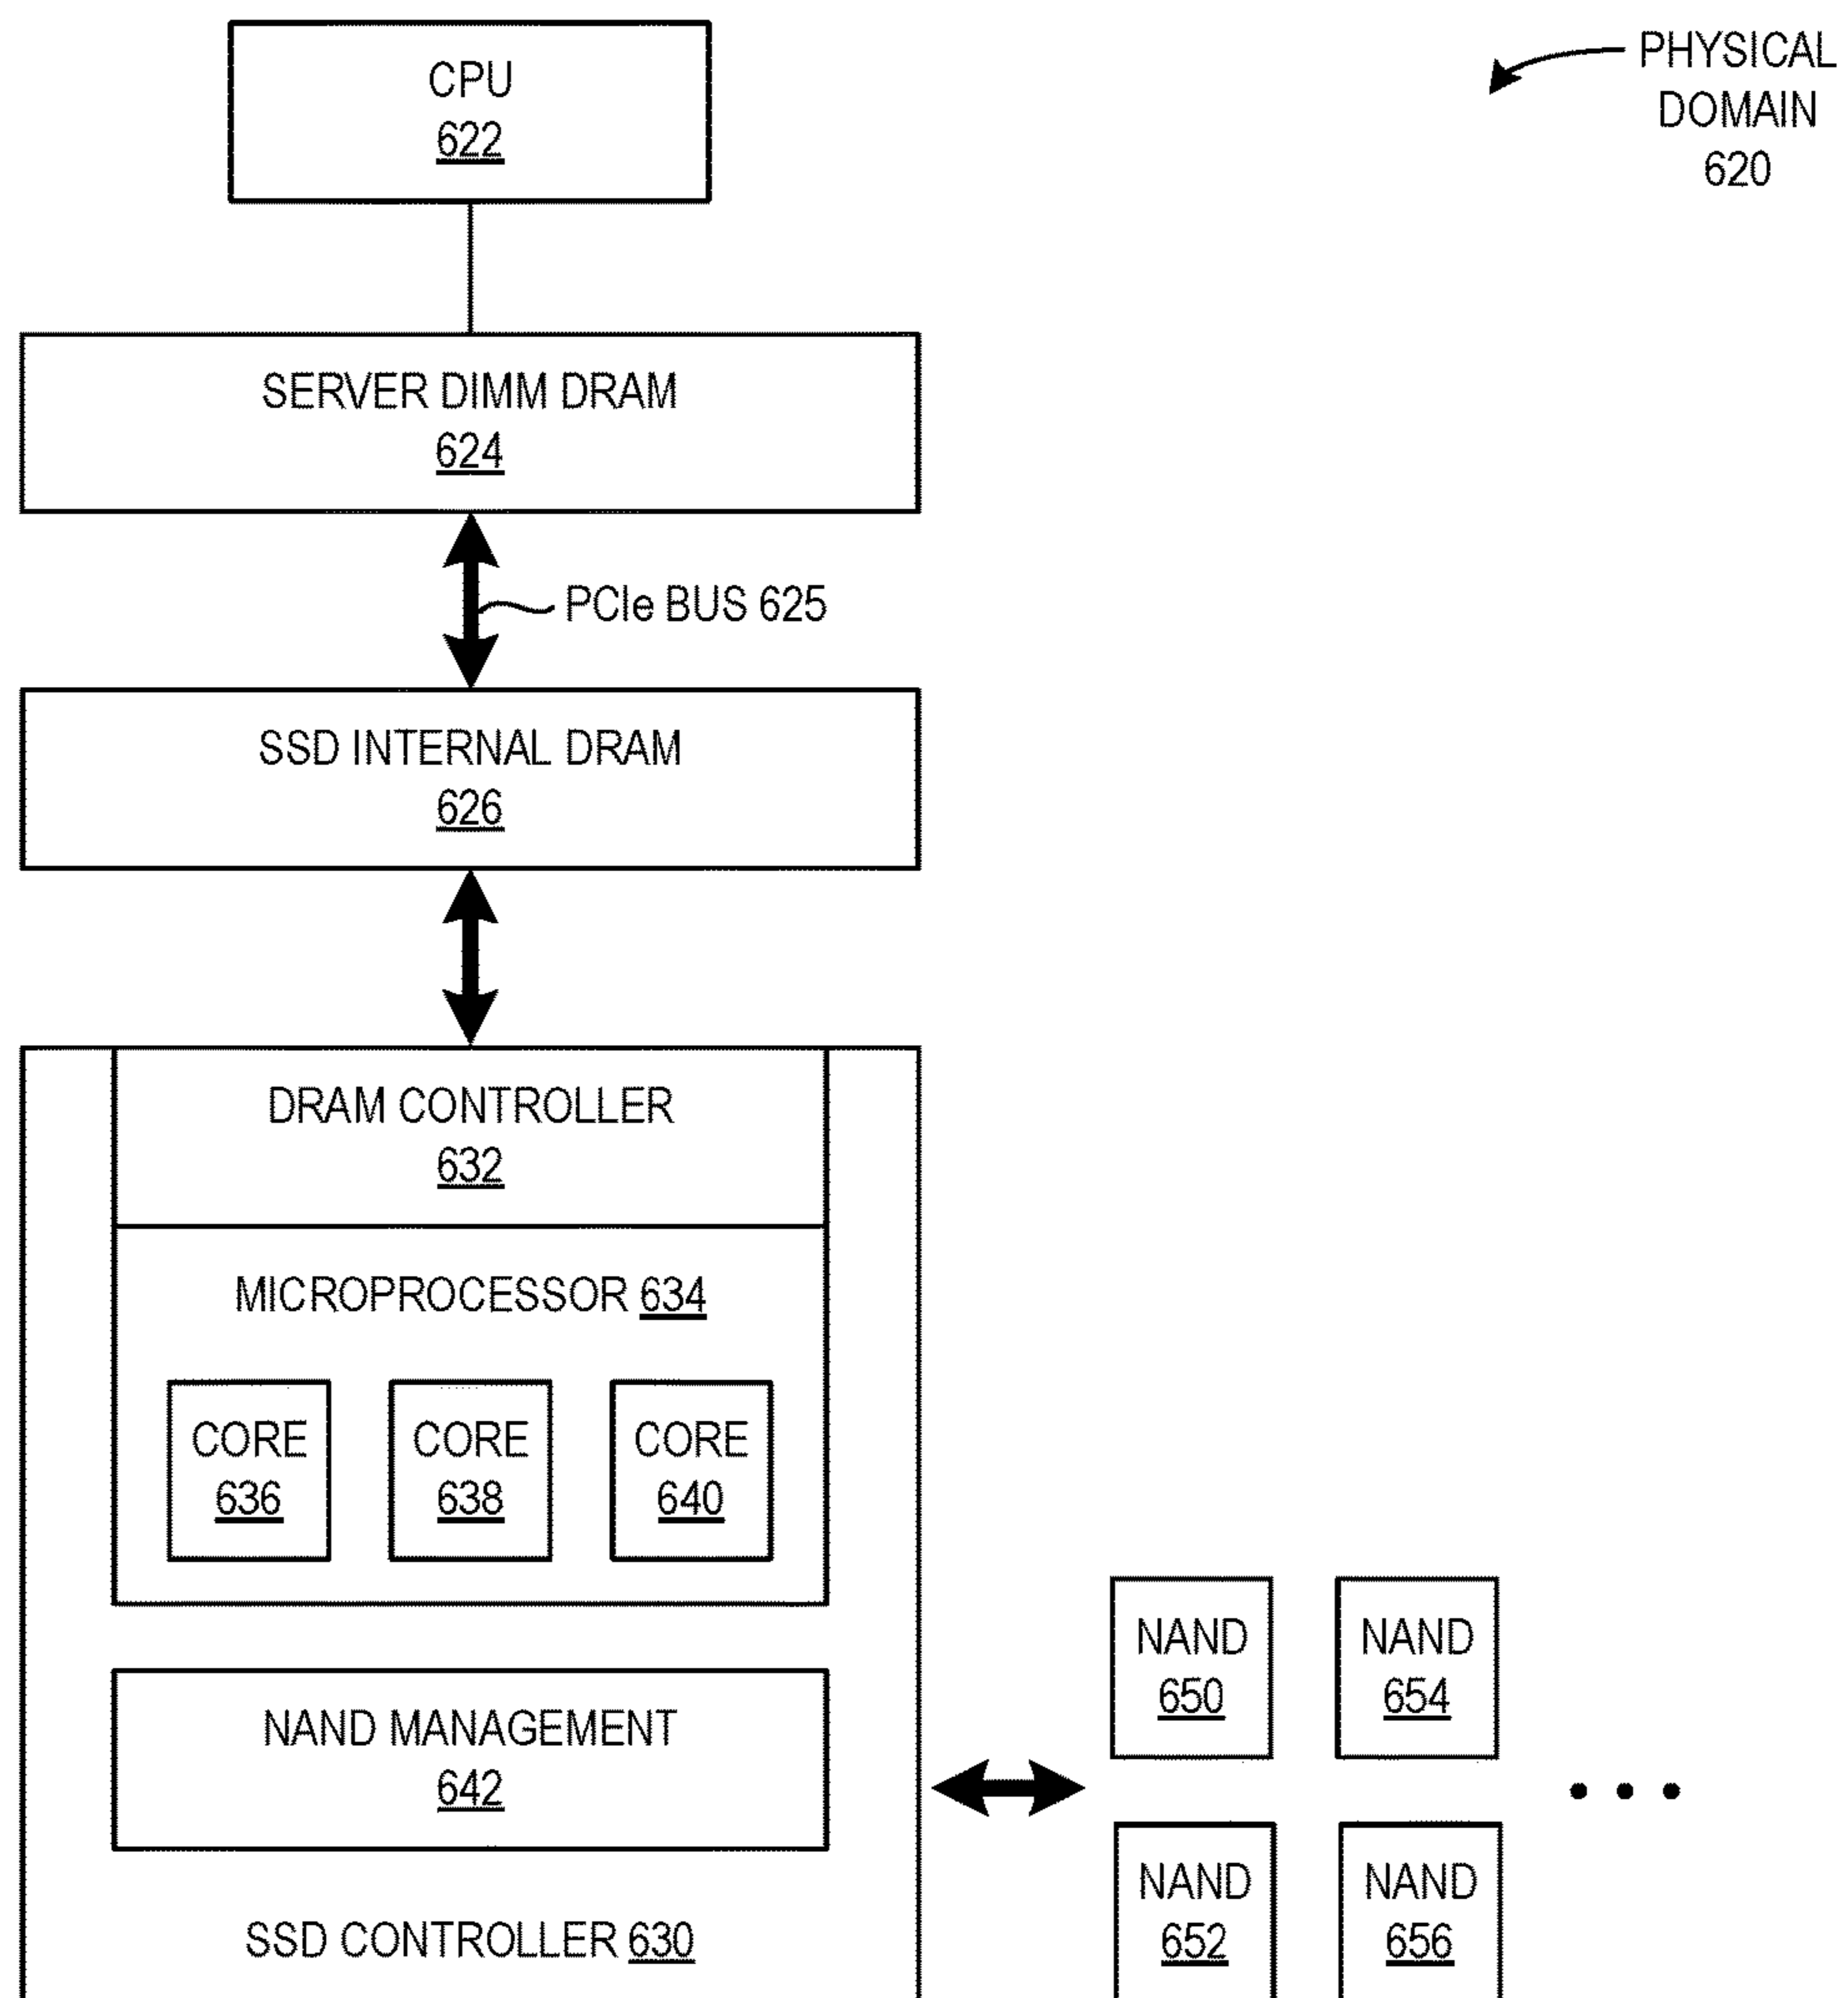 CPU
622
PHYSICAL
DOMAIN
620
SERVER DIMM DRAM
624
PCIe BUS 625
SSD INTERNAL DRAM
626
DRAM CONTROLLER
632
MICROPROCESSOR 634
CORE
636
CORE
638
CORE
640
NAND MANAGEMENT
642
SSD CONTROLLER 630
NAND
650
NAND
654
NAND
652
NAND
656